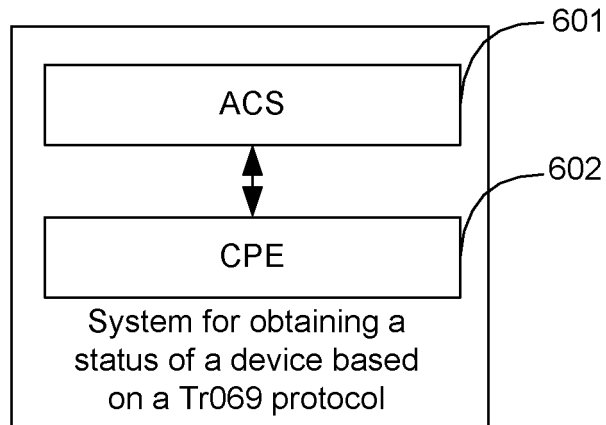 601
ACS
602
CPE
System for obtaining a
status of a device based
on a Tr069 protocol